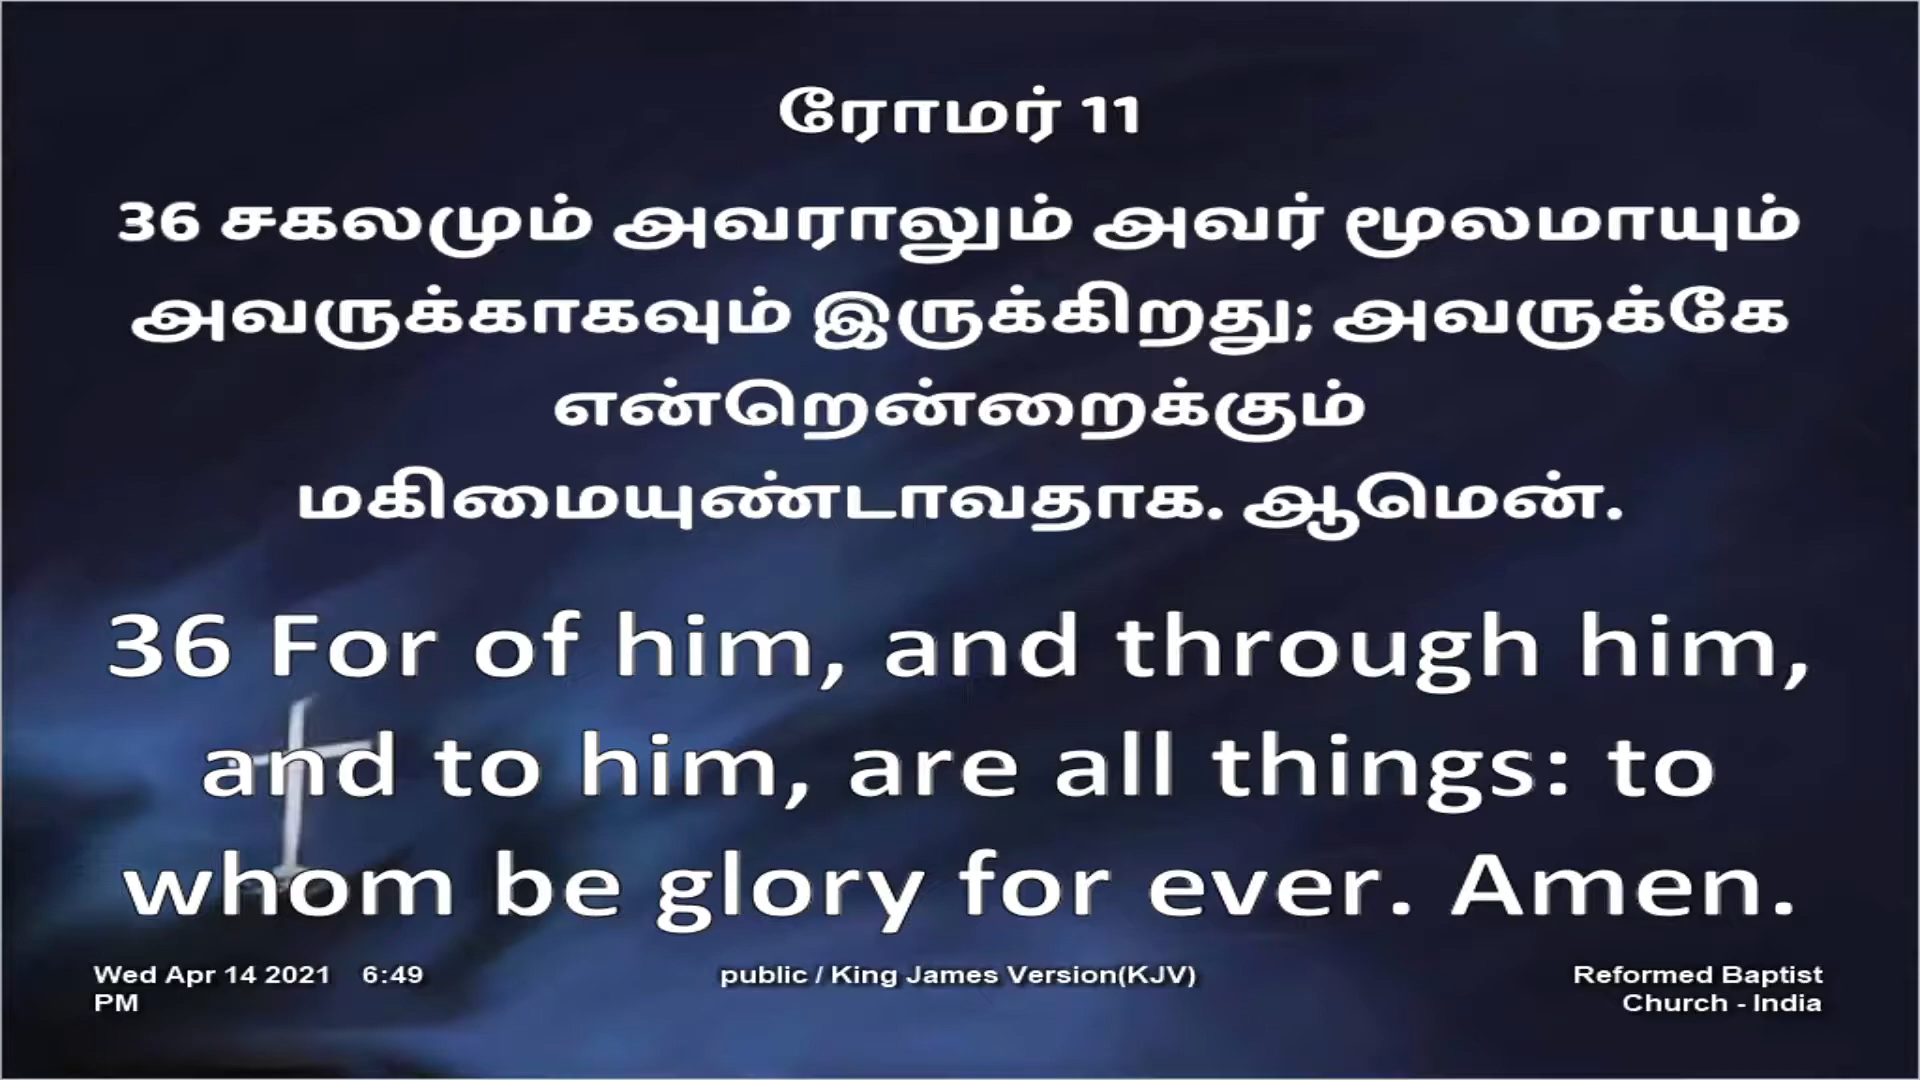 ரோமர் 11
36 சகலமும் அவராலும் அவர் மூலமாயும்
அவருக்காகவும் இருக்கிறது; அவருக்கே
என்றென்றைக்கும்
மகிமையுண்டாவதாக. ஆமென்.
36 For of him, and through him,
and to him, are all things: to
whom be glory for ever. Amen.
Wed Apr 14 2021 6:49
PM
public / King James Version(KJV)
Reformed Baptist
Church - India